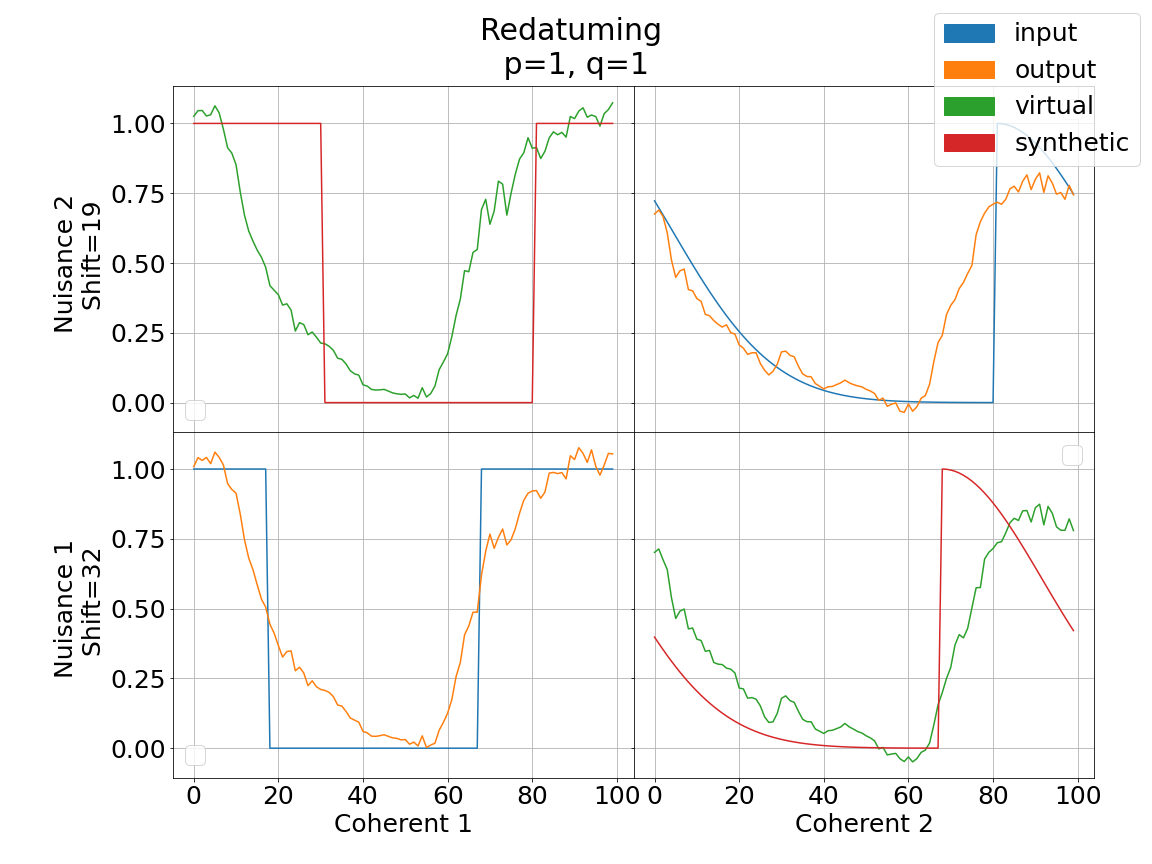 Redatuming
p=1, q=1
input
output
virtual
synthetic
Nuisance 2
Shift=19
1.00
0.75
0.50
0.25
0.00
Nuisance 1
Shift=32
1.00
0.75
0.50
0.25
0.00
0 20 40 60 80 100
0 20 40 60 80 100
Coherent 1
Coherent 2